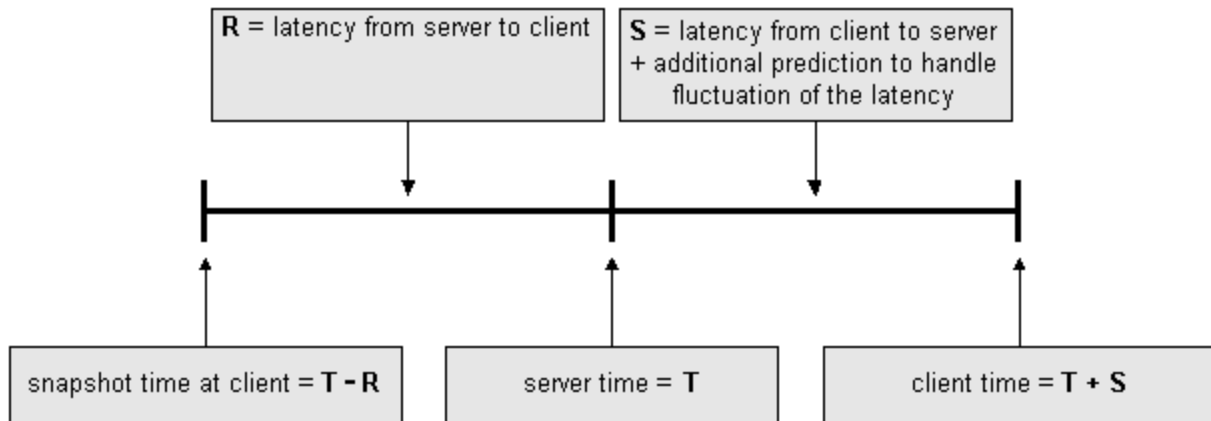 R = latency from server to client
S = latency from client to server
+ additional prediction to handle
fluctuation of the latency
snapshot time at client = T - R
server time = T
client time = T + S